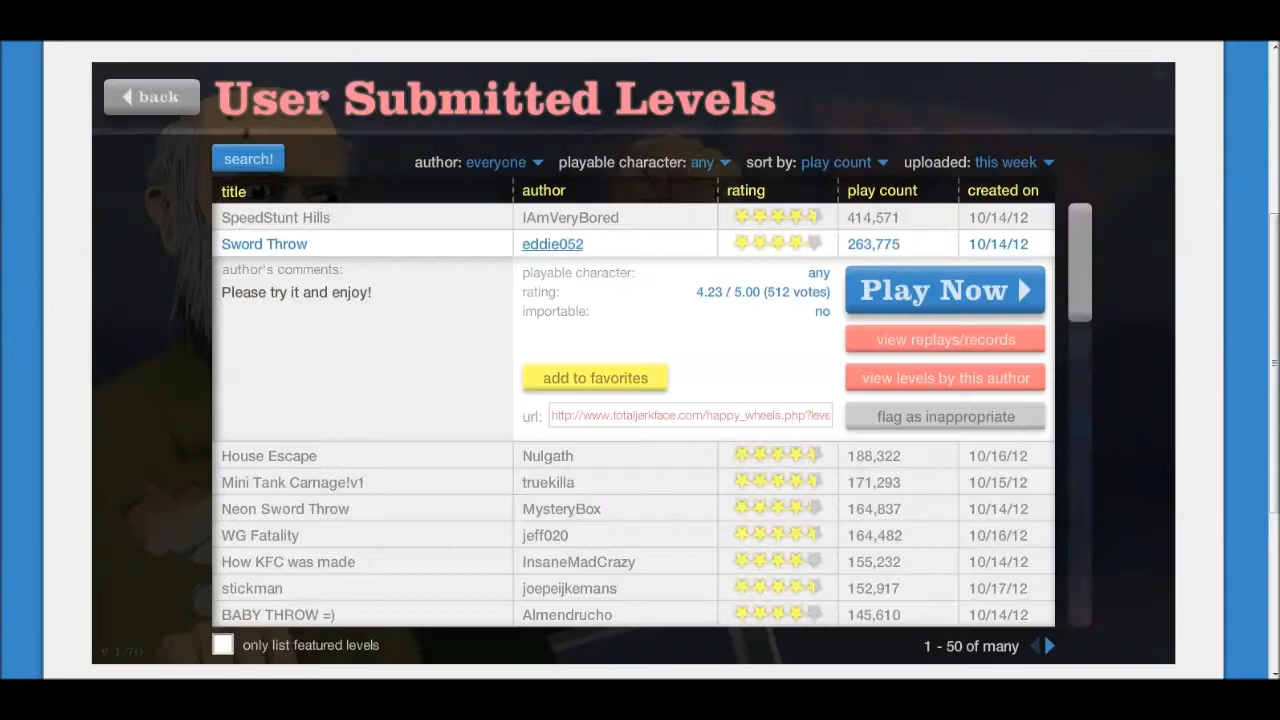 back
User Submitted Levels
search!
author: everyone playable character: any sort by: play count uploaded: this week
title author rating play count created on
SpeedStunt Hills IAmVeryBored 414,571 10/14/12
Sword Throw eddie052 263,775 10/14/12
author's comments:
Please try it and enjoy!
playable character: any
rating: 4.23 / 5.00 (512 votes)
importable: no
add to favorites
url: http://www.totaljerkface.com/happy_wheels.php?leve
Play Now
view replays/records
view levels by this author
flag as inappropriate
House Escape Nulgath 188,322 10/16/12
Mini Tank Carnage!v1 truekilla 171,293 10/15/12
Neon Sword Throw MysteryBox 164,837 10/14/12
WG Fatality jeff020 164,482 10/16/12
How KFC was made InsaneMadCrazy 155,232 10/14/12
stickman joepeijkemans 152,917 10/17/12
BABY THROW =) Almendrucho 145,610 10/14/12
only list featured levels
1 - 50 of many